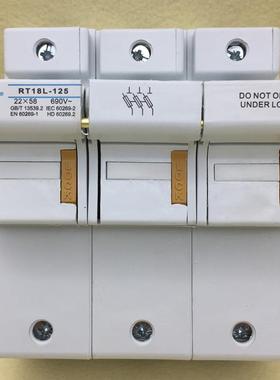 RT18L-125
22×58 690V~
GB/T 13539.2 IEC 60269-2
EN 60269-1 HD 60269.2
DO NOT O
UNDER LO